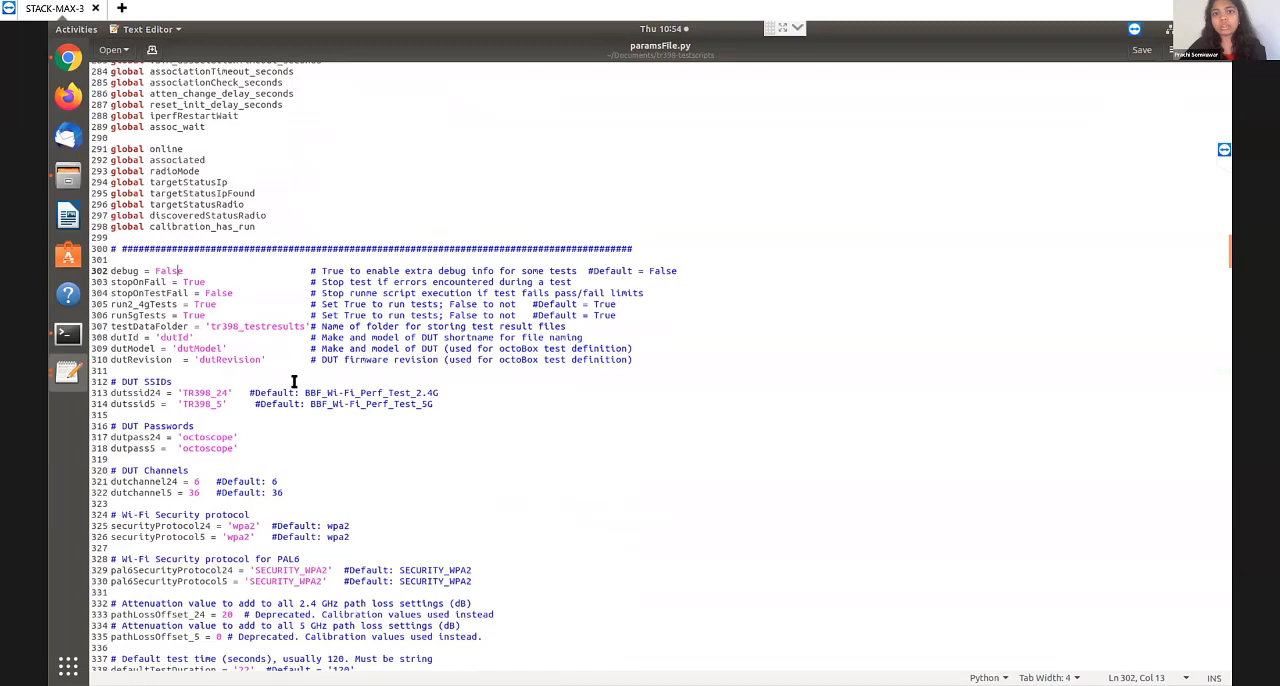 STACK-MAX-3 × +
Activities Text Editor Thu 10:54
Open paramsFile.py Save
~/Documents/tr398-testscripts
Prachi Somkuwar
284 global associationTimeout_seconds
285 global associationCheck_seconds
286 global atten_change_delay_seconds
287 global reset_init_delay_seconds
288 global iperfRestartWait
289 global assoc_wait
290
291 global online
292 global associated
293 global radioMode
294 global targetStatusIp
295 global targetStatusIpFound
296 global targetStatusRadio
297 global discoveredStatusRadio
298 global calibration_has_run
299
300 # ############################################################################################
301
302 debug = False # True to enable extra debug info for some tests #Default = False
303 stopOnFail = True # Stop test if errors encountered during a test
304 stopOnTestFail = False # Stop runme script execution if test fails pass/fail limits
305 run2_4gTests = True # Set True to run tests; False to not #Default = True
306 run5gTests = True # Set True to run tests; False to not #Default = True
307 testDataFolder = 'tr398_testresults'# Name of folder for storing test result files
308 dutId = 'dutId' # Make and model of DUT shortname for file naming
309 dutModel = 'dutModel' # Make and model of DUT (used for octoBox test definition)
310 dutRevision = 'dutRevision' # DUT firmware revision (used for octoBox test definition)
311
312 # DUT SSIDs
313 dutssid24 = 'TR398_24' #Default: BBF_Wi-Fi_Perf_Test_2.4G
314 dutssid5 = 'TR398_5' #Default: BBF_Wi-Fi_Perf_Test_5G
315
316 # DUT Passwords
317 dutpass24 = 'octoscope'
318 dutpass5 = 'octoscope'
319
320 # DUT Channels
321 dutchannel24 = 6 #Default: 6
322 dutchannel5 = 36 #Default: 36
323
324 # Wi-Fi Security protocol
325 securityProtocol24 = 'wpa2' #Default: wpa2
326 securityProtocol5 = 'wpa2' #Default: wpa2
327
328 # Wi-Fi Security protocol for PAL6
329 pal6SecurityProtocol24 = 'SECURITY_WPA2' #Default: SECURITY_WPA2
330 pal6SecurityProtocol5 = 'SECURITY_WPA2' #Default: SECURITY_WPA2
331
332 # Attenuation value to add to all 2.4 GHz path loss settings (dB)
333 pathLossOffset_24 = 20 # Deprecated. Calibration values used instead
334 # Attenuation value to add to all 5 GHz path loss settings (dB)
335 pathLossOffset_5 = 0 # Deprecated. Calibration values used instead.
336
337 # Default test time (seconds), usually 120. Must be string
338 defaultTestDuration = '22' #Default = '120'
Python Tab Width: 4 Ln 302, Col 13 INS